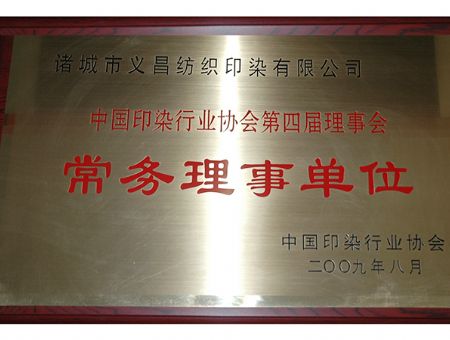 诸城市义昌纺织印染有限公司
中国印染行业协会第四届理事会
常务理事单位
中国印染行业协会
二〇〇九年八月